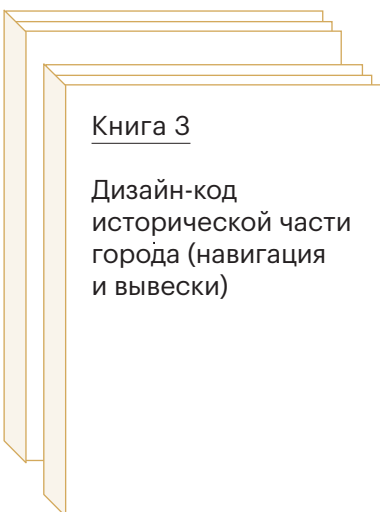 Книга 3
Дизайн-код
исторической части
города (навигация
и вывески)